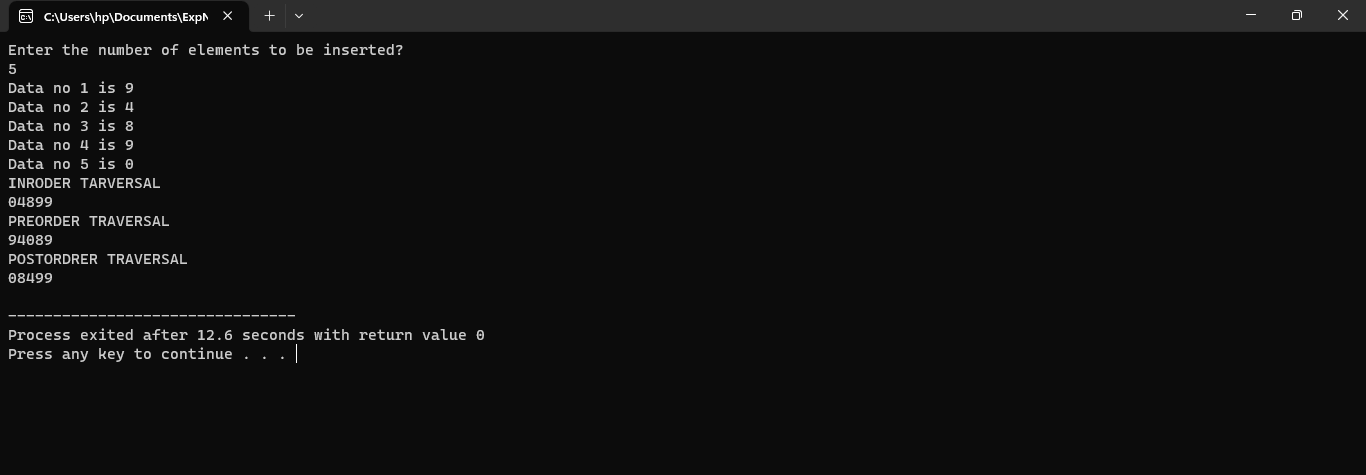 C:\Users\hp\Documents\ExpN
Enter the number of elements to be inserted?
5
Data no 1 is 9
Data no 2 is 4
Data no 3 is 8
Data no 4 is 9
Data no 5 is 0
INRODER TARVERSAL
04899
PREORDER TRAVERSAL
94089
POSTORDRER TRAVERSAL
08499
--------------------------------
Process exited after 12.6 seconds with return value 0
Press any key to continue . . .